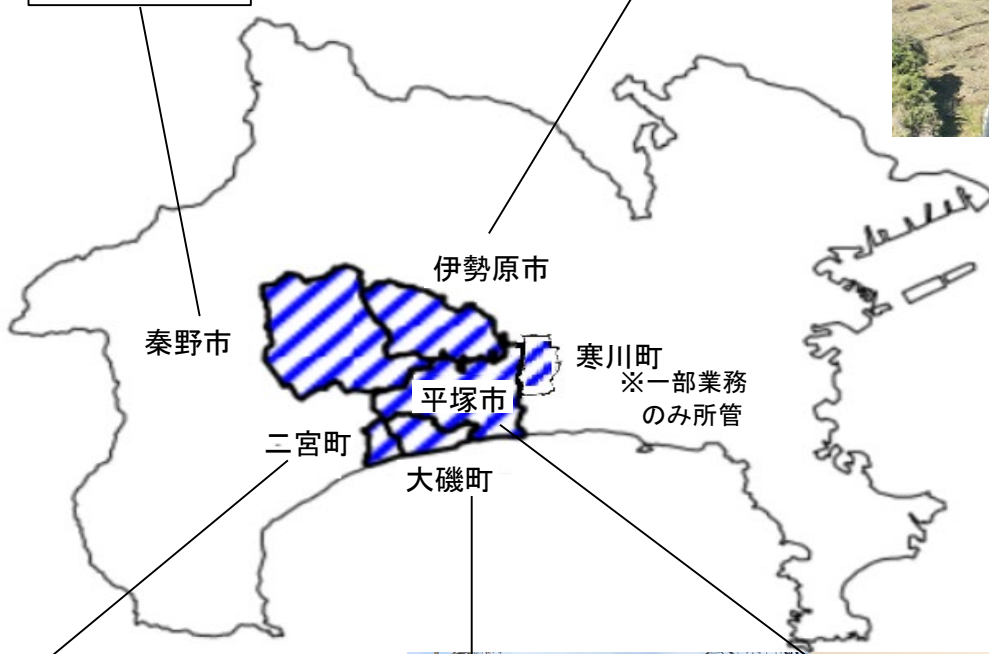 伊勢原市
秦野市
寒川町
※一部業務
のみ所管
平塚市
二宮町
大磯町